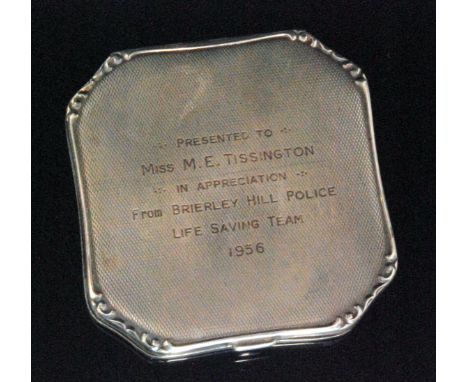 PRESENTED TO
MISS M.E. TISSINGTON
IN APPRECIATION
From BRIERLEY HILL POLICE
LIFE SAVING TEAM
1956